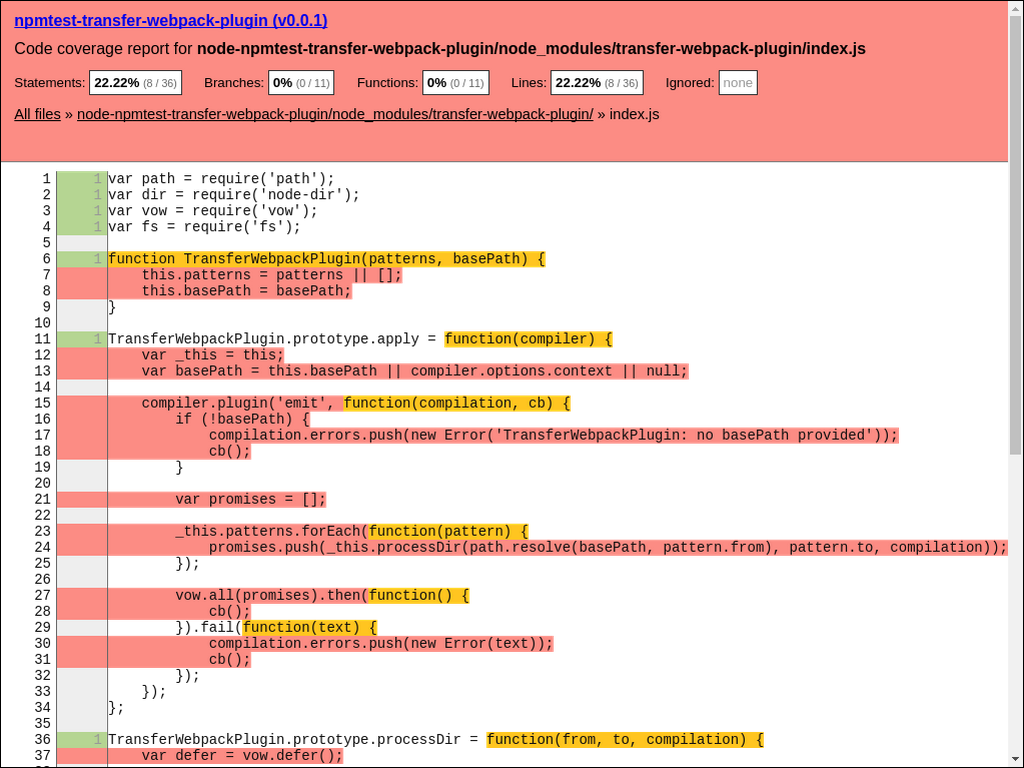 npmtest-transfer-webpack-plugin (v0.0.1)
Code coverage report for node-npmtest-transfer-webpack-plugin/node_modules/transfer-webpack-plugin/index.js
Statements: 22.22% (8 / 36) Branches: 0% (0 / 11) Functions: 0% (0 / 11) Lines: 22.22% (8 / 36) Ignored: none
All files » node-npmtest-transfer-webpack-plugin/node_modules/transfer-webpack-plugin/ » index.js
1 1 var path = require('path');
2 1 var dir = require('node-dir');
3 1 var vow = require('vow');
4 1 var fs = require('fs');
5
6 1 function TransferWebpackPlugin(patterns, basePath) {
7     this.patterns = patterns || [];
8     this.basePath = basePath;
9 }
10
11 1 TransferWebpackPlugin.prototype.apply = function(compiler) {
12     var _this = this;
13     var basePath = this.basePath || compiler.options.context || null;
14
15     compiler.plugin('emit', function(compilation, cb) {
16         if (!basePath) {
17             compilation.errors.push(new Error('TransferWebpackPlugin: no basePath provided'));
18             cb();
19         }
20
21         var promises = [];
22
23         _this.patterns.forEach(function(pattern) {
24             promises.push(_this.processDir(path.resolve(basePath, pattern.from), pattern.to, compilation));
25         });
26
27         vow.all(promises).then(function() {
28             cb();
29         }).fail(function(text) {
30             compilation.errors.push(new Error(text));
31             cb();
32         });
33     });
34 };
35
36 1 TransferWebpackPlugin.prototype.processDir = function(from, to, compilation) {
37     var defer = vow.defer();